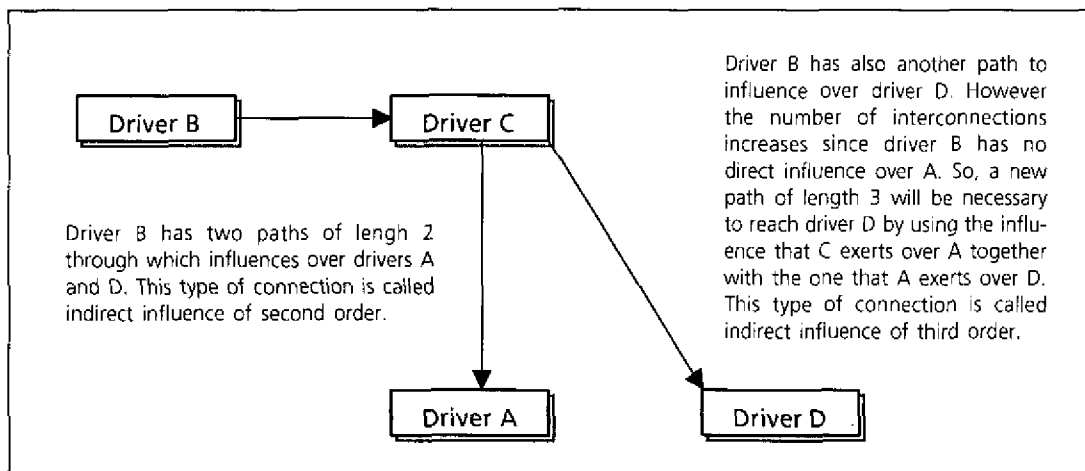 Driver B
Driver C
Driver B has two paths of lengh 2
through which influences over drivers A
and D. This type of connection is called
indirect influence of second order.
Driver B has also another path to
influence over driver D. However
the number of interconnections
increases since driver B has no
direct influence over A. So, a new
path of length 3 will be necessary
to reach driver D by using the influ-
ence that C exerts over A together
with the one that A exerts over D.
This type of connection is called
indirect influence of third order.
Driver A
Driver D